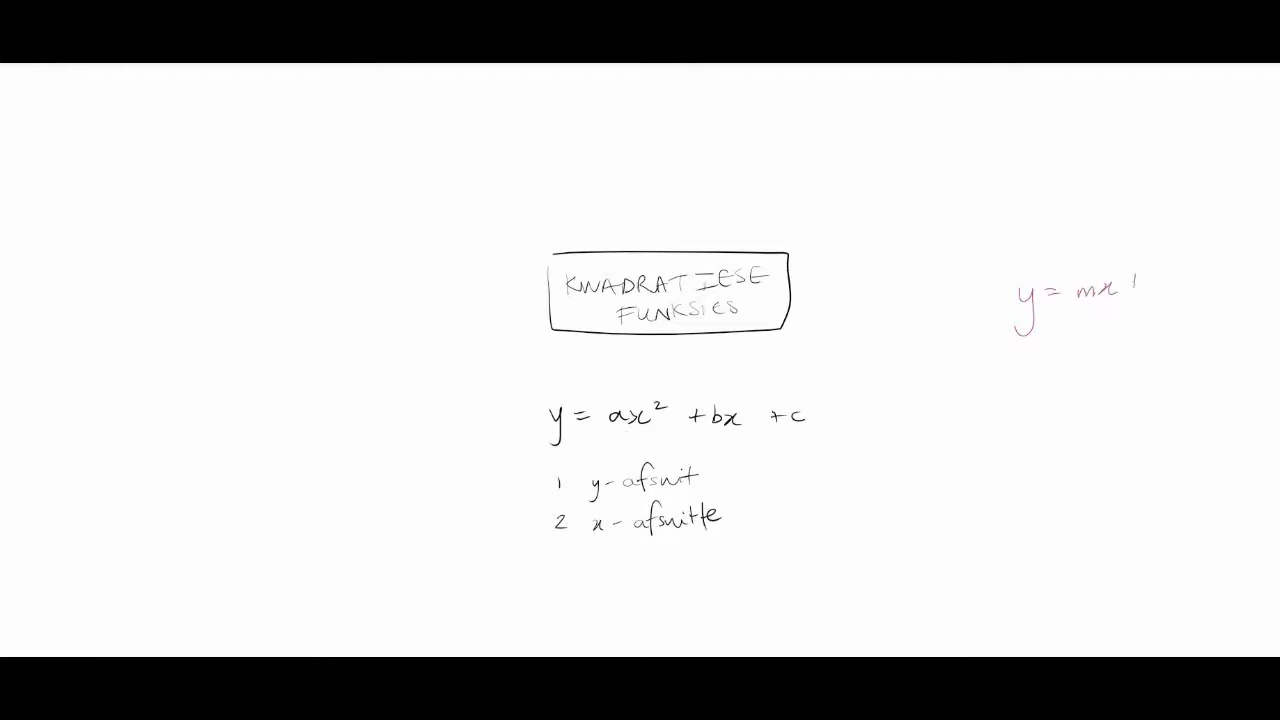 KWADRATIESE
FUNKSIES
y = mx
y = ax² + bx + c
1 y-afsnit
2 x-afsnitte